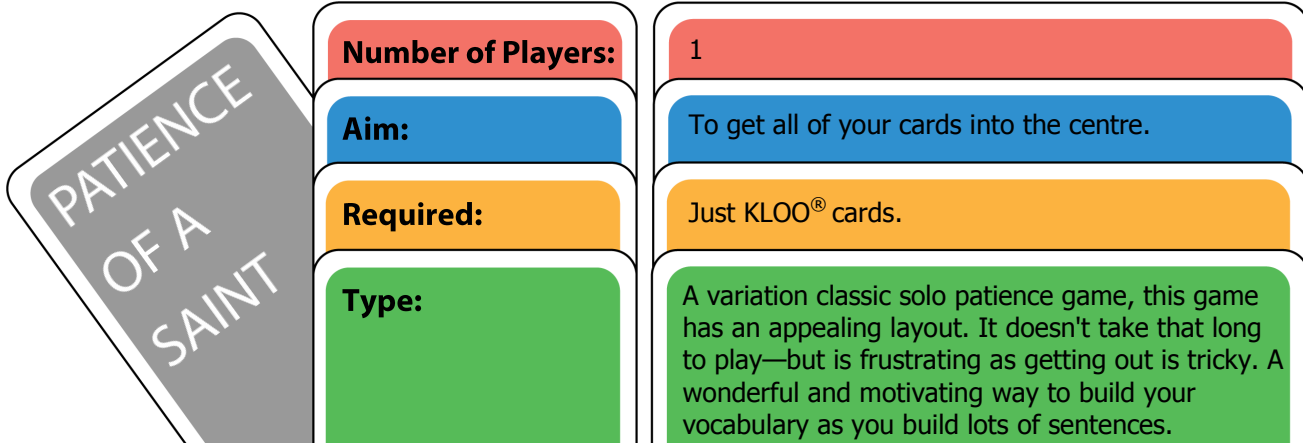 PATIENCE
OF A
SAINT
Number of Players:
1
Aim:
To get all of your cards into the centre.
Required:
Just KLOO® cards.
Type:
A variation classic solo patience game, this game
has an appealing layout. It doesn't take that long
to play—but is frustrating as getting out is tricky. A
wonderful and motivating way to build your
vocabulary as you build lots of sentences.